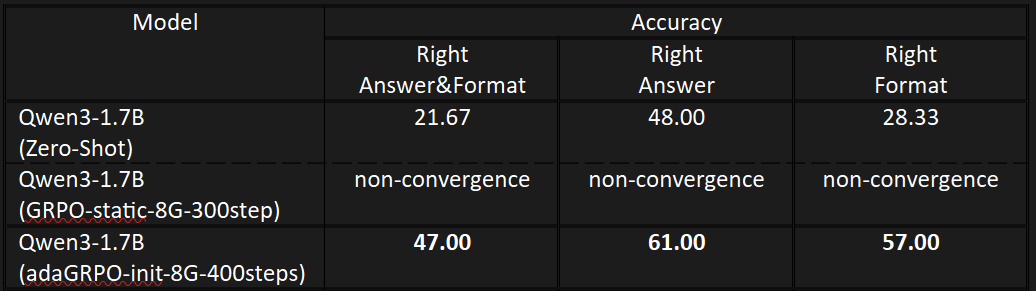 Model
Accuracy
Right
Answer&Format
Right
Answer
Right
Format
Qwen3-1.7B
(Zero-Shot)
21.67
48.00
28.33
Qwen3-1.7B
(GRPO-static-8G-300step)
non-convergence
non-convergence
non-convergence
Qwen3-1.7B
(adaGRPO-init-8G-400steps)
47.00
61.00
57.00